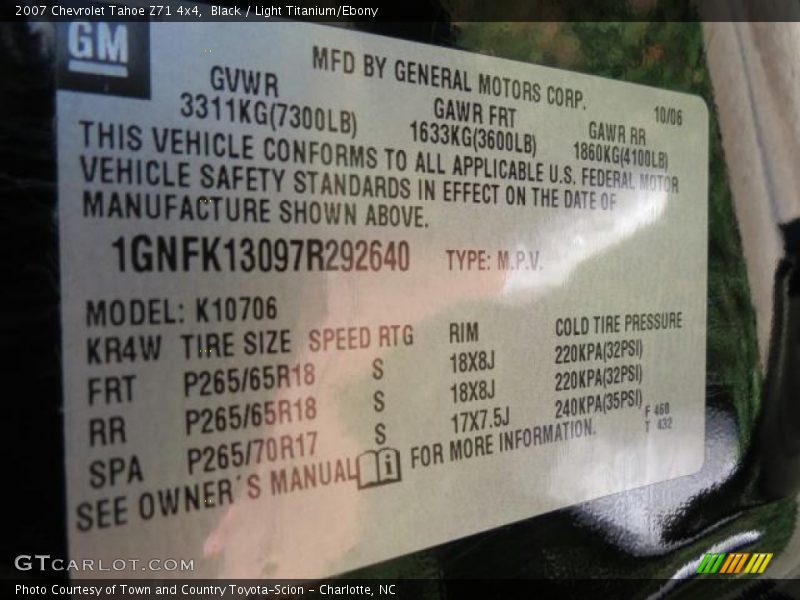 2007 Chevrolet Tahoe Z71 4x4, Black / Light Titanium/Ebony
GM
MFD BY GENERAL MOTORS CORP.
10/06
GVWR GAWR FRT GAWR RR
3311KG(7300LB) 1633KG(3600LB) 1860KG(4100LB)
THIS VEHICLE CONFORMS TO ALL APPLICABLE U.S. FEDERAL MOTOR
VEHICLE SAFETY STANDARDS IN EFFECT ON THE DATE OF
MANUFACTURE SHOWN ABOVE.
1GNFK13097R292640 TYPE: M.P.V.
MODEL: K10706
KR4W TIRE SIZE SPEED RTG RIM COLD TIRE PRESSURE
FRT P265/65R18 S 18X8J 220KPA(32PSI)
RR P265/65R18 S 18X8J 220KPA(32PSI)
SPA P265/70R17 S 17X7.5J 240KPA(35PSI)
SEE OWNER'S MANUAL i FOR MORE INFORMATION.
F 460
T 432
GTCARLOT.COM
Photo Courtesy of Town and Country Toyota-Scion - Charlotte, NC